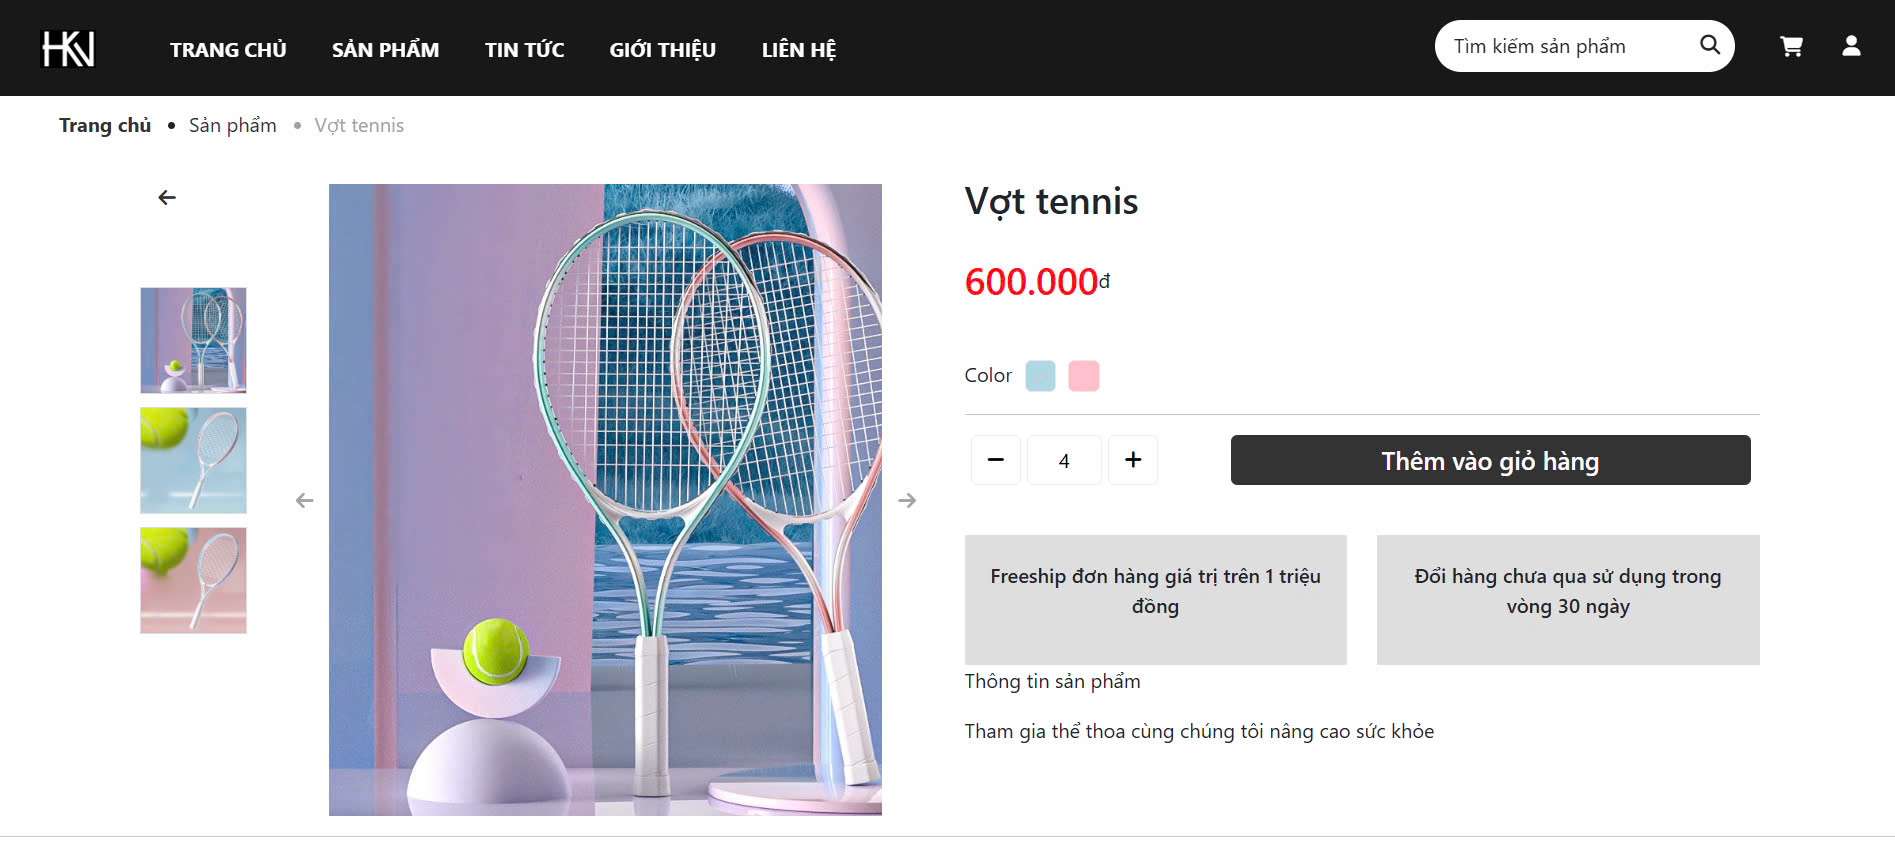 HKN
TRANG CHỦ
SẢN PHẨM
TIN TỨC
GIỚI THIỆU
LIÊN HỆ
Tìm kiếm sản phẩm
Trang chủ • Sản phẩm • Vợt tennis
Vợt tennis
600.000đ
Color
4
Thêm vào giỏ hàng
Freeship đơn hàng giá trị trên 1 triệu
đồng
Đổi hàng chưa qua sử dụng trong
vòng 30 ngày
Thông tin sản phẩm
Tham gia thể thoa cùng chúng tôi nâng cao sức khỏe